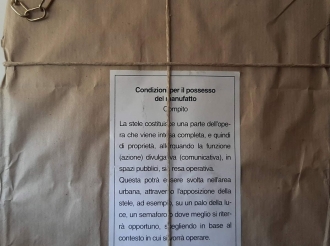 Condizioni per il possesso
del manufatto
Compito
La stele costituisce una parte dell'ope-
ra che viene intesa completa, e quindi
di proprietà, allorquando la funzione
(azione) divulgativa (comunicativa), in
spazi pubblici, sia resa operativa.
Questa potrà essere svolta nell'area
urbana, attraverso l'apposizione della
stele, ad esempio, su un palo della lu-
ce, un semaforo o dove meglio si riter-
rà opportuno, scegliendo in base al
contesto in cui si vorrà operare.